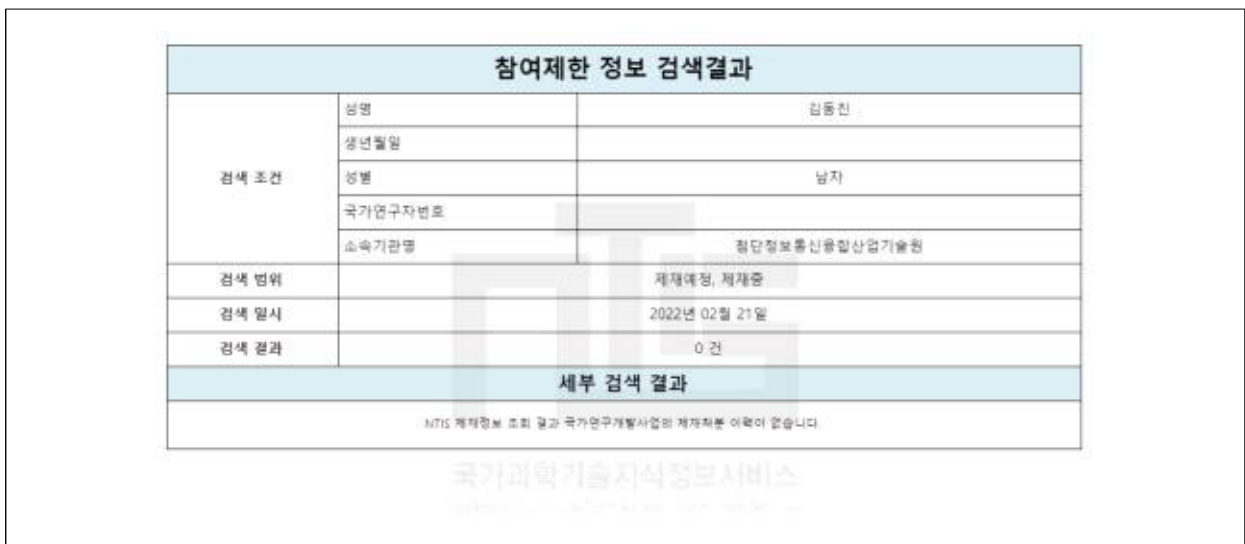 참여제한 정보 검색결과
검색 조건
성명 김동진
생년월일
성별 남자
국가연구자번호
소속기관명 첨단정보통신융합산업기술원
검색 범위 제재예정, 제재중
검색 일시 2022년 02월 21일
검색 결과 0 건
세부 검색 결과
NTIS 제재정보 조회 결과 국가연구개발사업의 제재처분 이력이 없습니다.
NTIS
국가과학기술지식정보서비스